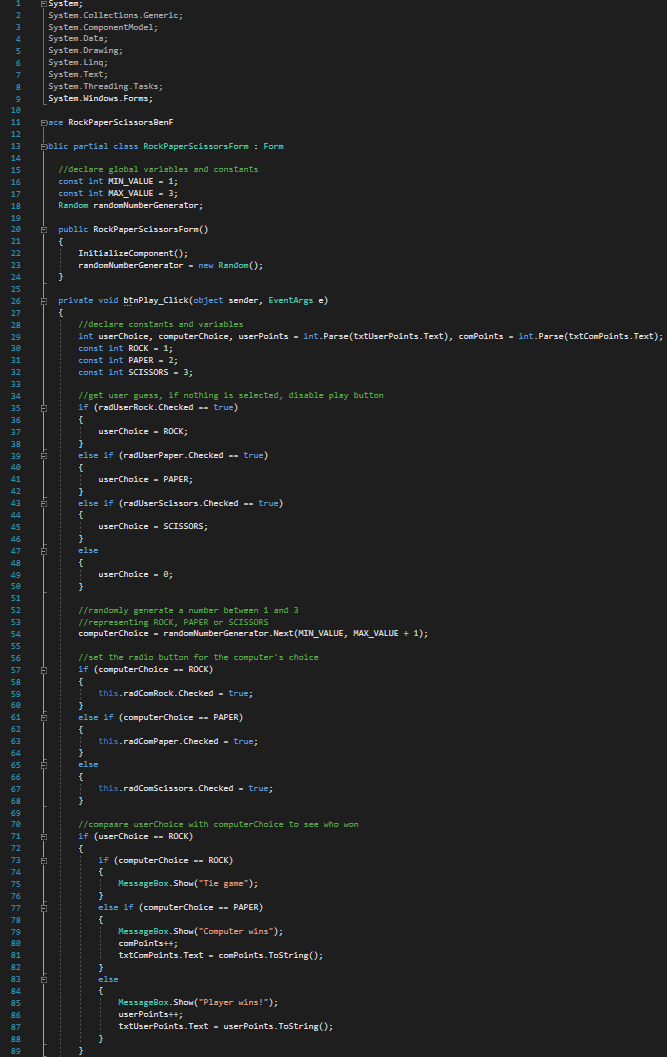 1 System;
2 System.Collections.Generic;
3 System.ComponentModel;
4 System.Data;
5 System.Drawing;
6 System.Linq;
7 System.Text;
8 System.Threading.Tasks;
9 System.Windows.Forms;
10
11 ace RockPaperScissorsBenF
12
13 blic partial class RockPaperScissorsForm : Form
14
15 //declare global variables and constants
16 const int MIN_VALUE = 1;
17 const int MAX_VALUE = 3;
18 Random randomNumberGenerator;
19
20 public RockPaperScissorsForm()
21 {
22 InitializeComponent();
23 randomNumberGenerator = new Random();
24 }
25
26 private void btnPlay_Click(object sender, EventArgs e)
27 {
28 //declare constants and variables
29 int userChoice, computerChoice, userPoints = int.Parse(txtUserPoints.Text), comPoints = int.Parse(txtComPoints.Text);
30 const int ROCK = 1;
31 const int PAPER = 2;
32 const int SCISSORS = 3;
33
34 //get user guess, if nothing is selected, disable play button
35 if (radUserRock.Checked == true)
36 {
37 userChoice = ROCK;
38 }
39 else if (radUserPaper.Checked == true)
40 {
41 userChoice = PAPER;
42 }
43 else if (radUserScissors.Checked == true)
44 {
45 userChoice = SCISSORS;
46 }
47 else
48 {
49 userChoice = 0;
50 }
51
52 //randomly generate a number between 1 and 3
53 //representing ROCK, PAPER or SCISSORS
54 computerChoice = randomNumberGenerator.Next(MIN_VALUE, MAX_VALUE + 1);
55
56 //set the radio button for the computer's choice
57 if (computerChoice == ROCK)
58 {
59 this.radComRock.Checked = true;
60 }
61 else if (computerChoice == PAPER)
62 {
63 this.radComPaper.Checked = true;
64 }
65 else
66 {
67 this.radComScissors.Checked = true;
68 }
69
70 //compaare userChoice with computerChoice to see who won
71 if (userChoice == ROCK)
72 {
73 if (computerChoice == ROCK)
74 {
75 MessageBox.Show("Tie game");
76 }
77 else if (computerChoice == PAPER)
78 {
79 MessageBox.Show("Computer wins");
80 comPoints++;
81 txtComPoints.Text = comPoints.ToString();
82 }
83 else
84 {
85 MessageBox.Show("Player wins!");
86 userPoints++;
87 txtUserPoints.Text = userPoints.ToString();
88 }
89 }